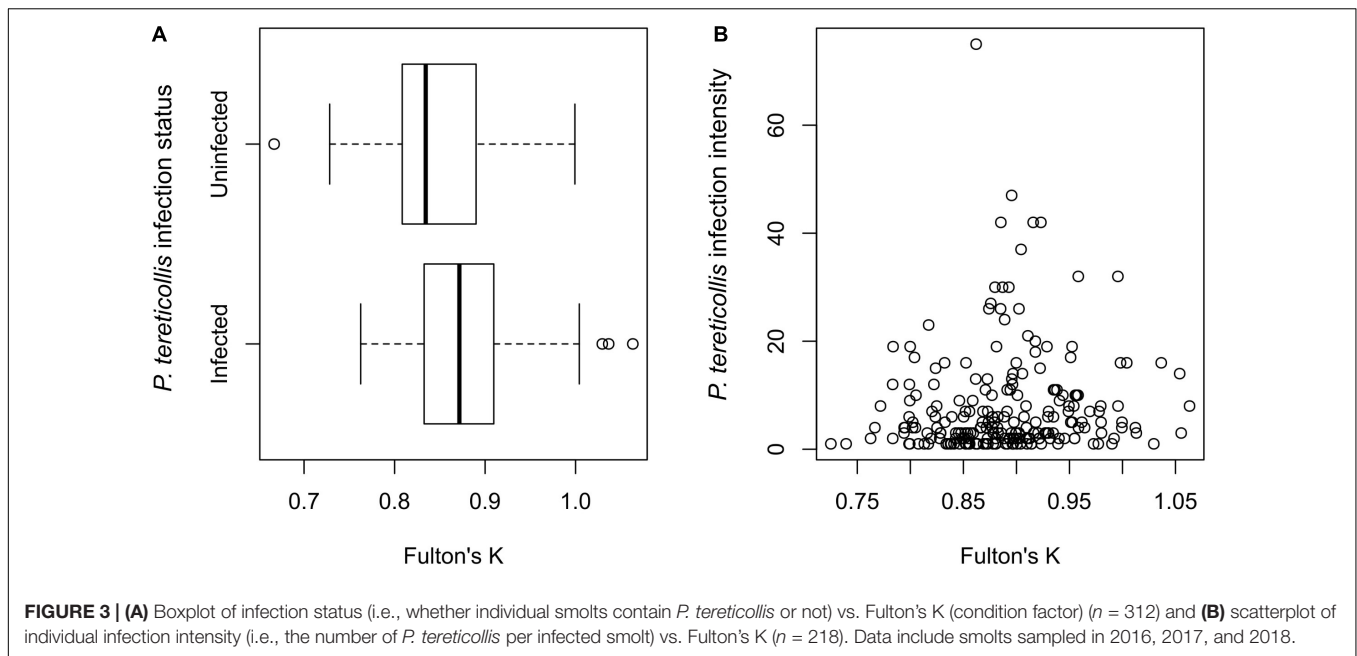 A
P. tereticollis infection status
Uninfected
Infected
0.7 0.8 0.9 1.0
Fulton's K
B
P. tereticollis infection intensity
60
40
20
0
0.75 0.85 0.95 1.05
Fulton's K
FIGURE 3 | (A) Boxplot of infection status (i.e., whether individual smolts contain P. tereticollis or not) vs. Fulton's K (condition factor) (n = 312) and (B) scatterplot of
individual infection intensity (i.e., the number of P. tereticollis per infected smolt) vs. Fulton's K (n = 218). Data include smolts sampled in 2016, 2017, and 2018.